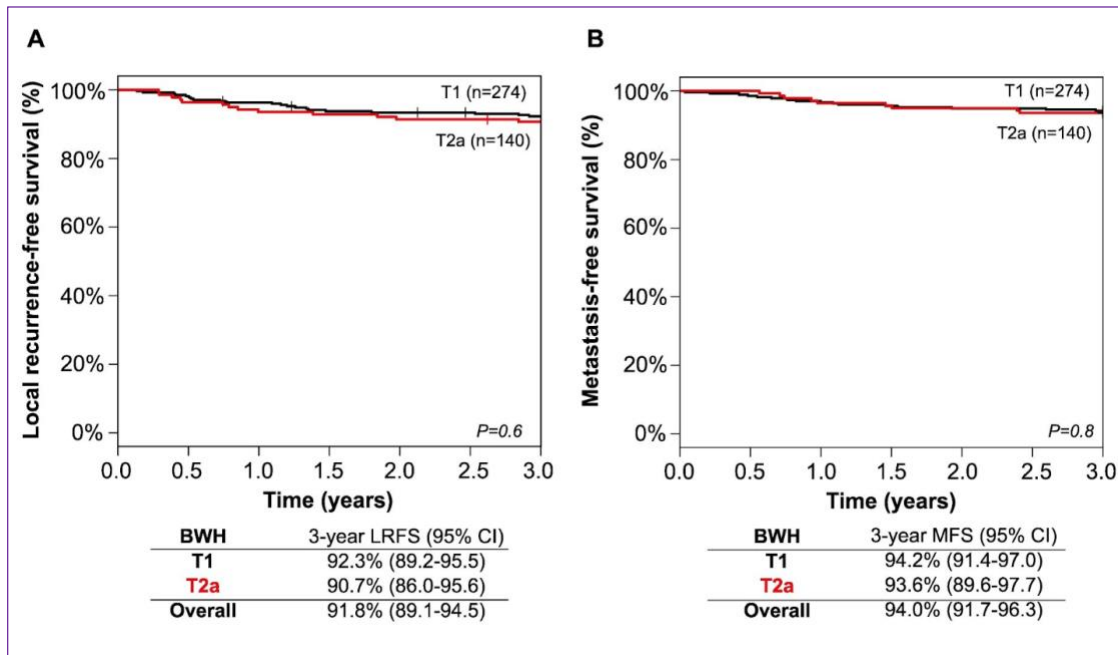 A
Local recurrence-free survival (%)
100%
80%
60%
40%
20%
0%
T1 (n=274)
T2a (n=140)
P=0.6
0.0 0.5 1.0 1.5 2.0 2.5 3.0
Time (years)
BWH 3-year LRFS (95% CI)
T1 92.3% (89.2-95.5)
T2a 90.7% (86.0-95.6)
Overall 91.8% (89.1-94.5)
B
Metastasis-free survival (%)
100%
80%
60%
40%
20%
0%
T1 (n=274)
T2a (n=140)
P=0.8
0.0 0.5 1.0 1.5 2.0 2.5 3.0
Time (years)
BWH 3-year MFS (95% CI)
T1 94.2% (91.4-97.0)
T2a 93.6% (89.6-97.7)
Overall 94.0% (91.7-96.3)